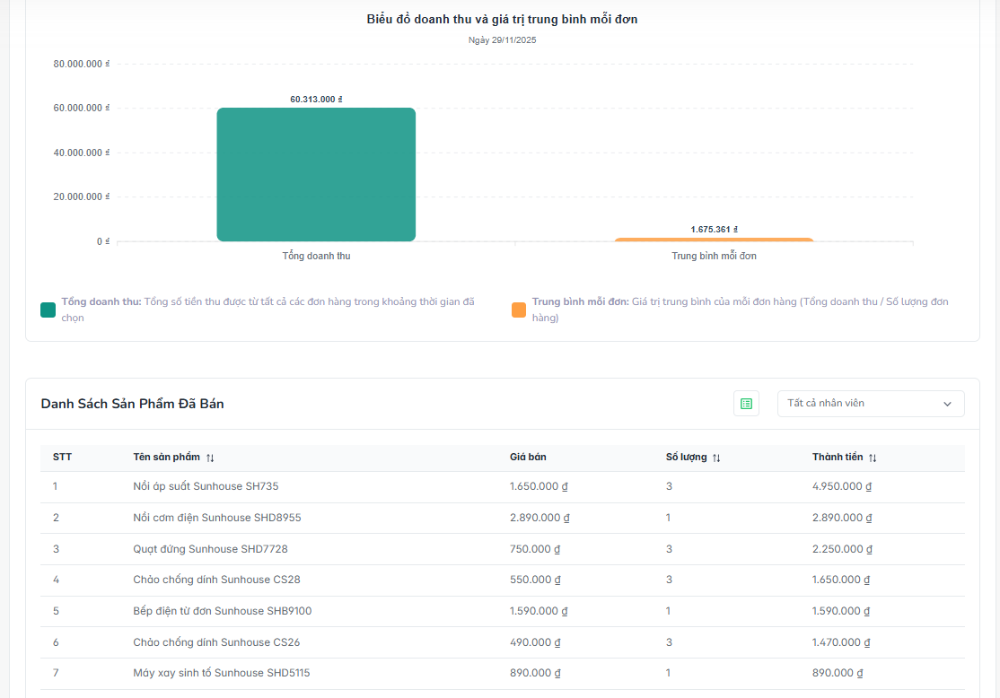 Biểu đồ doanh thu và giá trị trung bình mỗi đơn
Ngày 29/11/2025
80.000.000 ₫
60.000.000 ₫
40.000.000 ₫
20.000.000 ₫
0 ₫
60.313.000 ₫
1.675.361 ₫
Tổng doanh thu
Trung bình mỗi đơn
Tổng doanh thu: Tổng số tiền thu được từ tất cả các đơn hàng trong khoảng thời gian đã
chọn
Trung bình mỗi đơn: Giá trị trung bình của mỗi đơn hàng (Tổng doanh thu / Số lượng đơn
hàng)
Danh Sách Sản Phẩm Đã Bán
Tất cả nhân viên
STT Tên sản phẩm Giá bán Số lượng Thành tiền
1 Nồi áp suất Sunhouse SH735 1.650.000 ₫ 3 4.950.000 ₫
2 Nồi cơm điện Sunhouse SHD8955 2.890.000 ₫ 1 2.890.000 ₫
3 Quạt đứng Sunhouse SHD7728 750.000 ₫ 3 2.250.000 ₫
4 Chảo chống dính Sunhouse CS28 550.000 ₫ 3 1.650.000 ₫
5 Bếp điện từ đơn Sunhouse SHB9100 1.590.000 ₫ 1 1.590.000 ₫
6 Chảo chống dính Sunhouse CS26 490.000 ₫ 3 1.470.000 ₫
7 Máy xay sinh tố Sunhouse SHD5115 890.000 ₫ 1 890.000 ₫